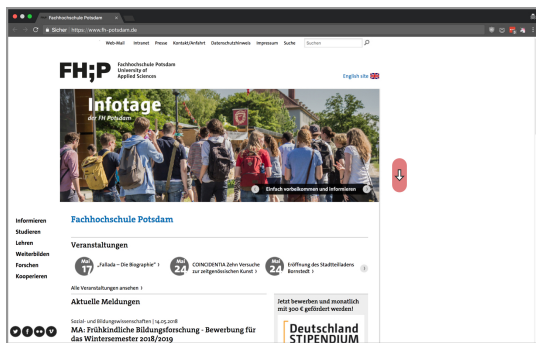 Fachhochschule Potsdam
Sicher https://www.fh-potsdam.de
Web-Mail Intranet Presse Kontakt/Anfahrt Datenschutzhinweis Impressum Suche Suchen
FH;P
Fachhochschule Potsdam
University of
Applied Sciences
English site
Infotage
der FH Potsdam
Einfach vorbeikommen und informieren
Informieren
Studieren
Lehren
Weiterbilden
Forschen
Kooperieren
Fachhochschule Potsdam
Veranstaltungen
Mai 17 „Fallada – Die Biographie“ ›
Mai 24 COINCIDENTIA Zehn Versuche
zur zeitgenössischen Kunst ›
Mai 24 Eröffnung des Stadtteilladens
Bornstedt ›
Alle Veranstaltungen ansehen ›
Aktuelle Meldungen
Sozial- und Bildungswissenschaften | 14.05.2018
MA: Frühkindliche Bildungsforschung - Bewerbung für
das Wintersemester 2018/2019
Jetzt bewerben und monatlich
mit 300 € gefördert werden!
Deutschland
STIPENDIUM